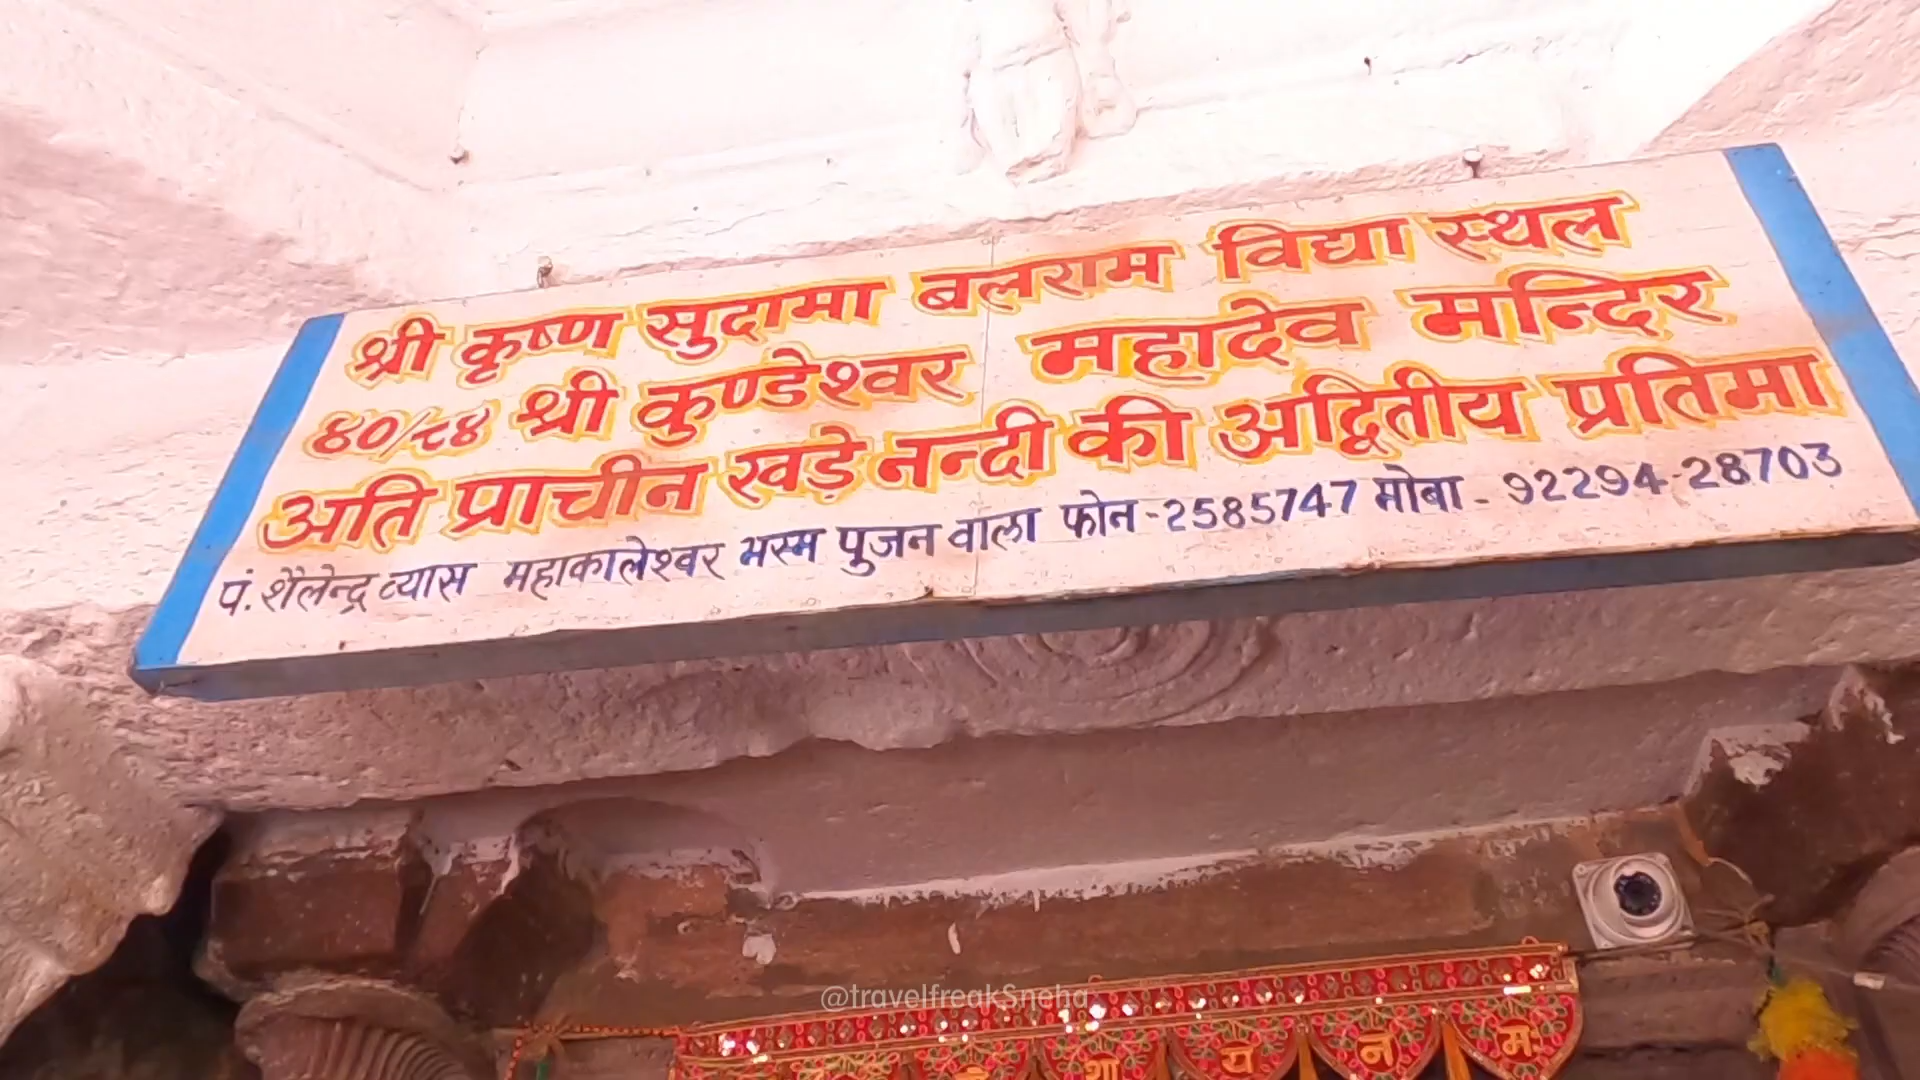 श्री कृष्ण सुदामा बलराम विद्या स्थल
४०/८४ श्री कुण्डेश्वर महादेव मन्दिर
अति प्राचीन खड़े नन्दी की अद्वितीय प्रतिमा
पं. शैलेन्द्र व्यास महाकालेश्वर भस्म पुजन वाला फोन-2585747 मोबा - 92294-28703
@travelfreakSneha
शा य न म